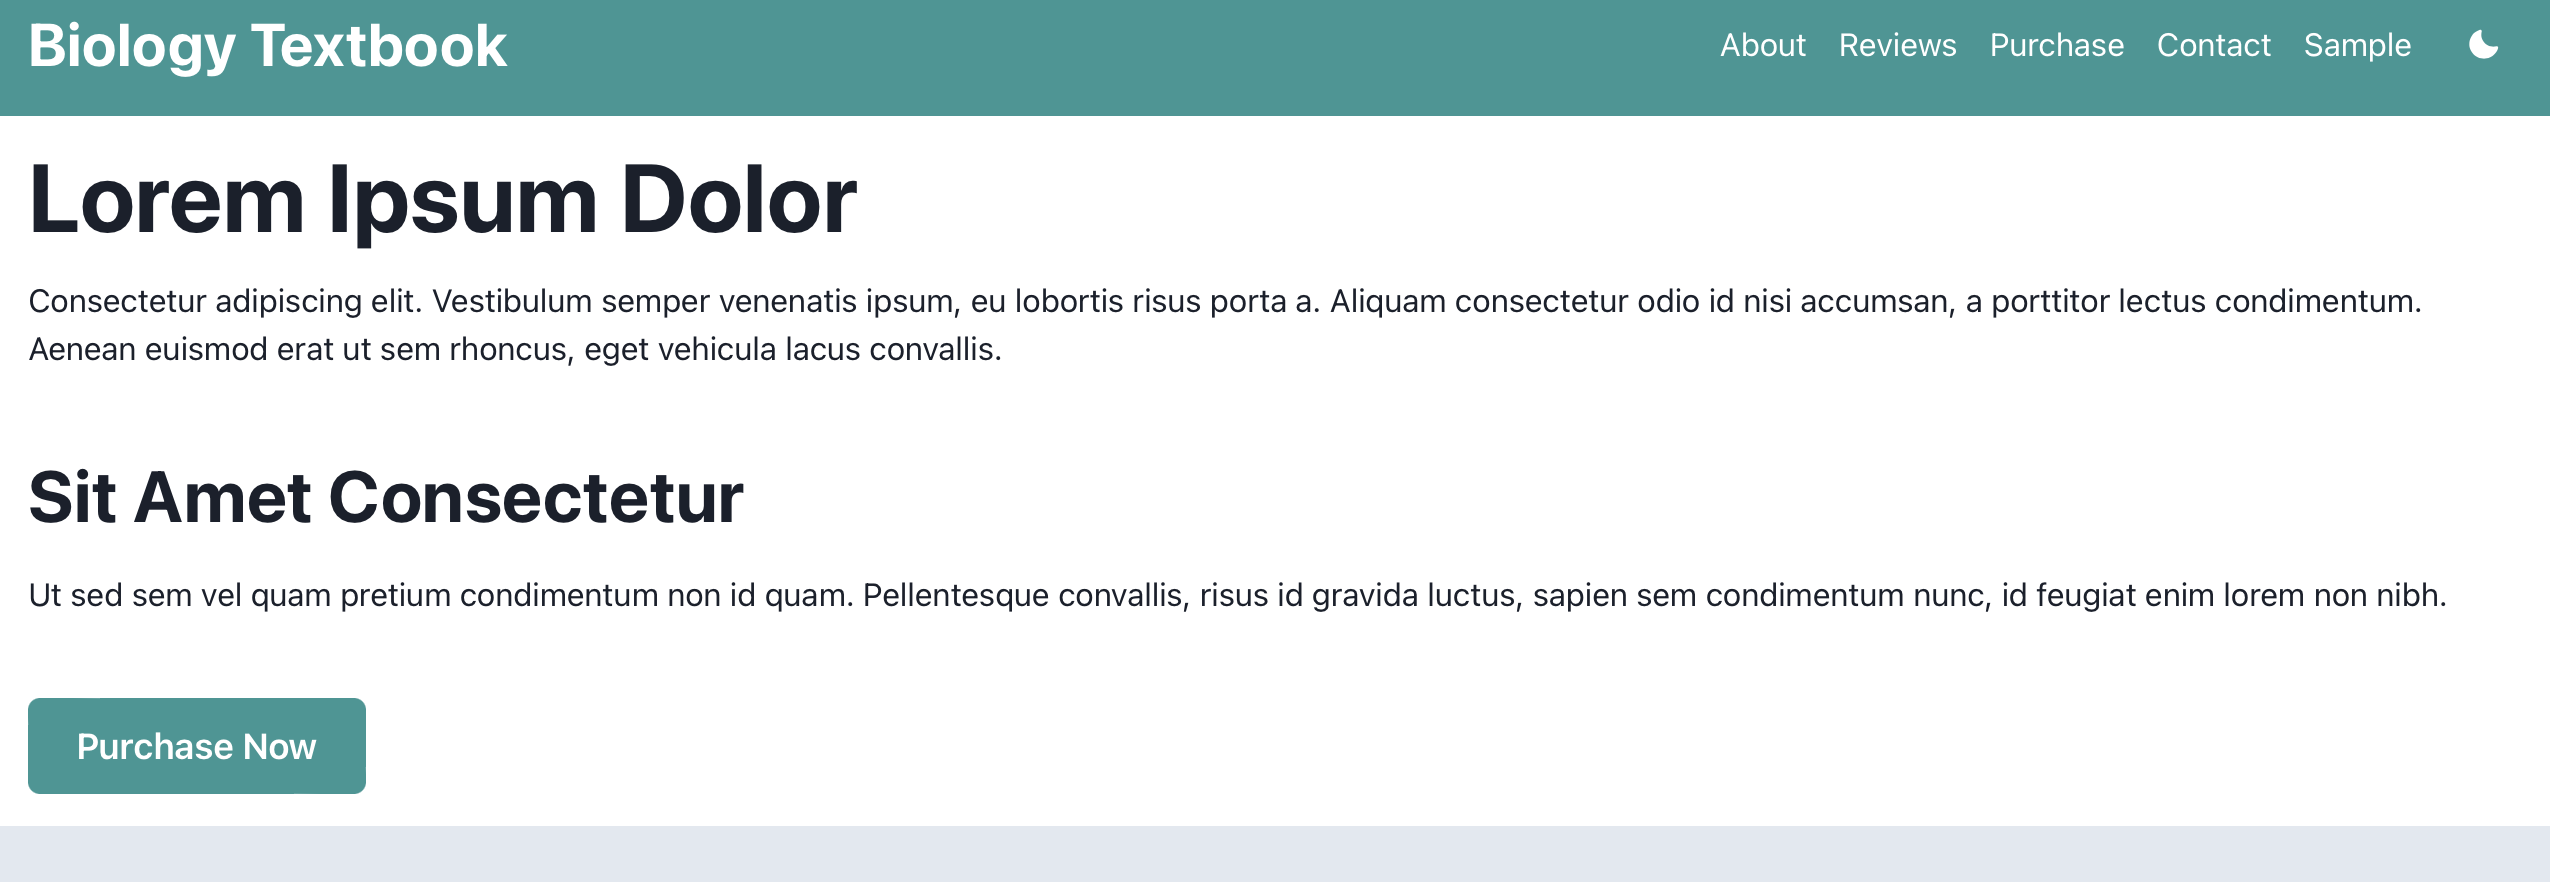 Biology Textbook
About Reviews Purchase Contact Sample
Lorem Ipsum Dolor
Consectetur adipiscing elit. Vestibulum semper venenatis ipsum, eu lobortis risus porta a. Aliquam consectetur odio id nisi accumsan, a porttitor lectus condimentum.
Aenean euismod erat ut sem rhoncus, eget vehicula lacus convallis.
Sit Amet Consectetur
Ut sed sem vel quam pretium condimentum non id quam. Pellentesque convallis, risus id gravida luctus, sapien sem condimentum nunc, id feugiat enim lorem non nibh.
Purchase Now